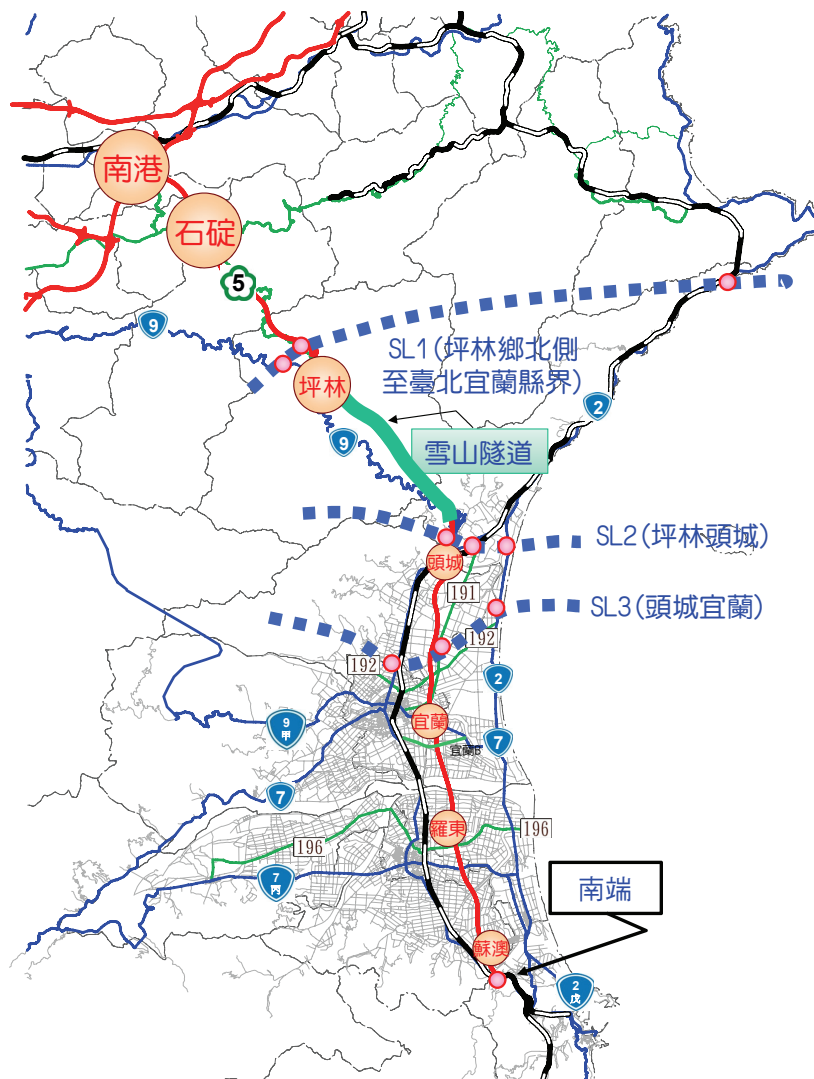 南港
石碇
5
9
SL1(坪林鄉北側
至臺北宜蘭縣界)
坪林
2
9
雪山隧道
SL2(坪林頭城)
頭城
191
SL3(頭城宜蘭)
192
192
2
9
甲
宜蘭
7
宜蘭B
7
羅東
196
196
7
丙
南端
蘇澳
2
戊